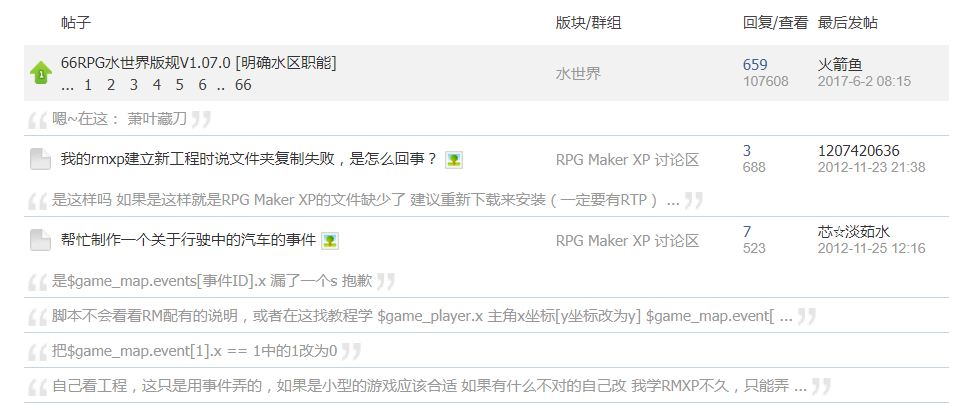 帖子 版块/群组 回复/查看 最后发帖
1 66RPG水世界版规V1.07.0 [明确水区职能] 水世界 659 火箭鱼
... 1 2 3 4 5 6 .. 66 107608 2017-6-2 08:15
嗯~在这： 萧叶藏刀
我的rmxp建立新工程时说文件夹复制失败，是怎么回事？ RPG Maker XP 讨论区 3 1207420636
688 2012-11-23 21:38
是这样吗 如果是这样就是RPG Maker XP的文件缺少了 建议重新下载来安装（一定要有RTP） ...
帮忙制作一个关于行驶中的汽车的事件 RPG Maker XP 讨论区 7 芯☆淡茹水
523 2012-11-25 12:16
是$game_map.events[事件ID].x 漏了一个s 抱歉
脚本不会看看RM配有的说明，或者在这找教程学 $game_player.x 主角x坐标[y坐标改为y] $game_map.event[ ...
把$game_map.event[1].x == 1中的1改为0
自己看工程，这只是用事件弄的，如果是小型的游戏应该合适 如果有什么不对的自己改 我学RMXP不久，只能弄 ...